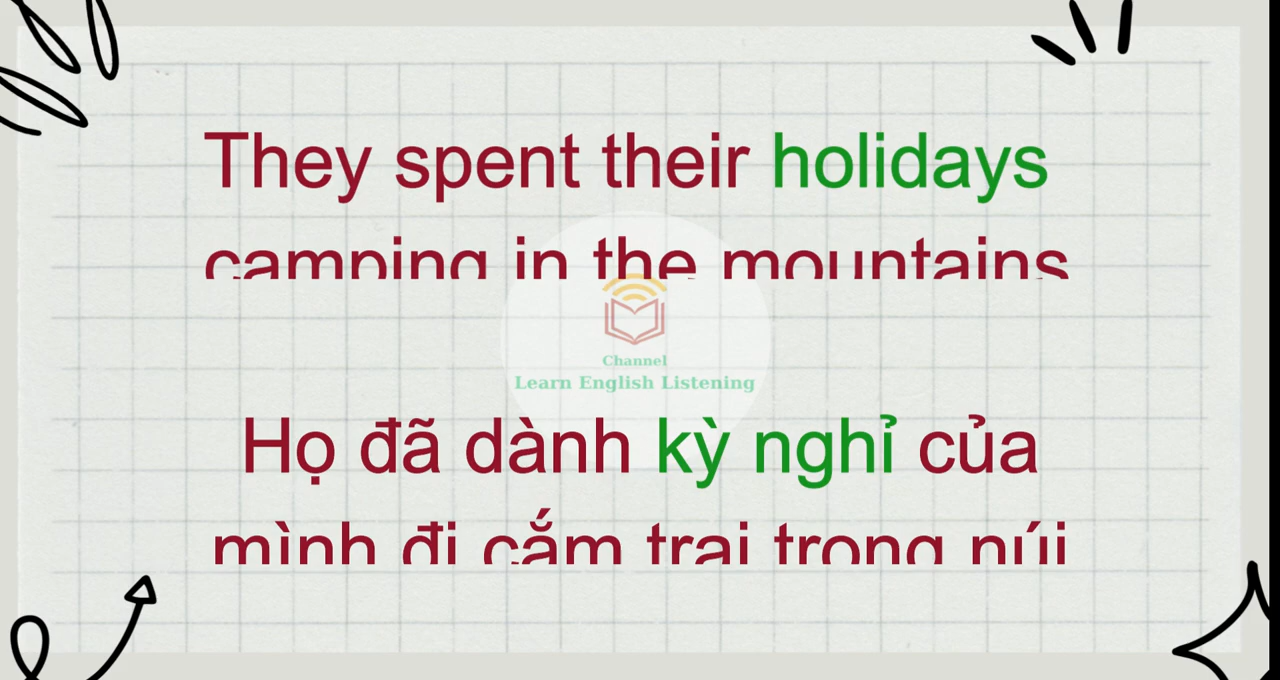 They spent their holidays
camping in the mountains
Channel
Learn English Listening
Họ đã dành kỳ nghỉ của
mình đi cắm trại trong núi